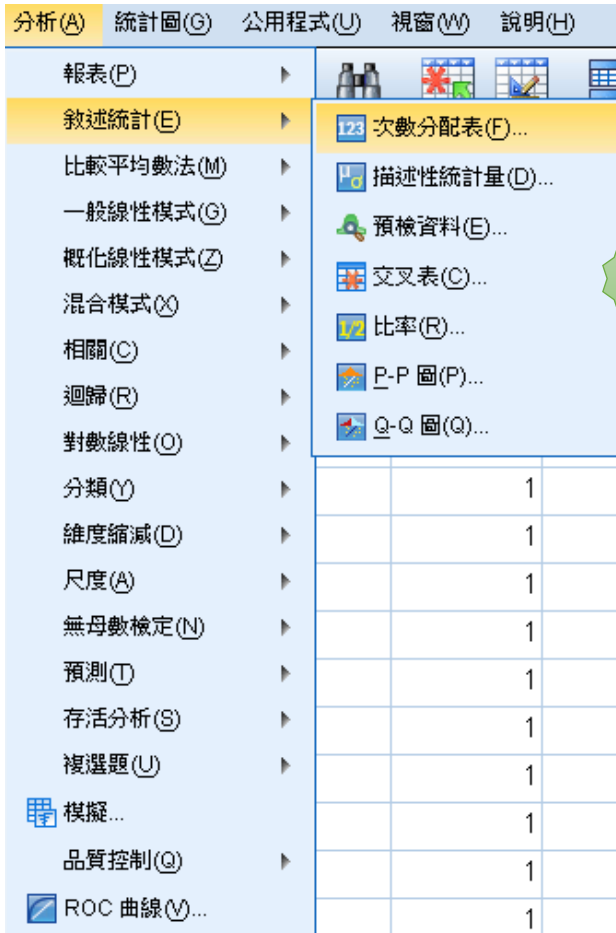 分析(A) 統計圖(G) 公用程式(U) 視窗(W) 說明(H)
報表(P)
敘述統計(E)
比較平均數法(M)
一般線性模式(G)
概化線性模式(Z)
混合模式(X)
相關(C)
迴歸(R)
對數線性(O)
分類(Y)
維度縮減(D)
尺度(A)
無母數檢定(N)
預測(T)
存活分析(S)
複選題(U)
模擬...
品質控制(Q)
ROC 曲線(V)...
123 次數分配表(F)...
μσ 描述性統計量(D)...
預檢資料(E)...
交叉表(C)...
1/2 比率(R)...
P-P 圖(P)...
Q-Q 圖(Q)...
1
1
1
1
1
1
1
1
1
1